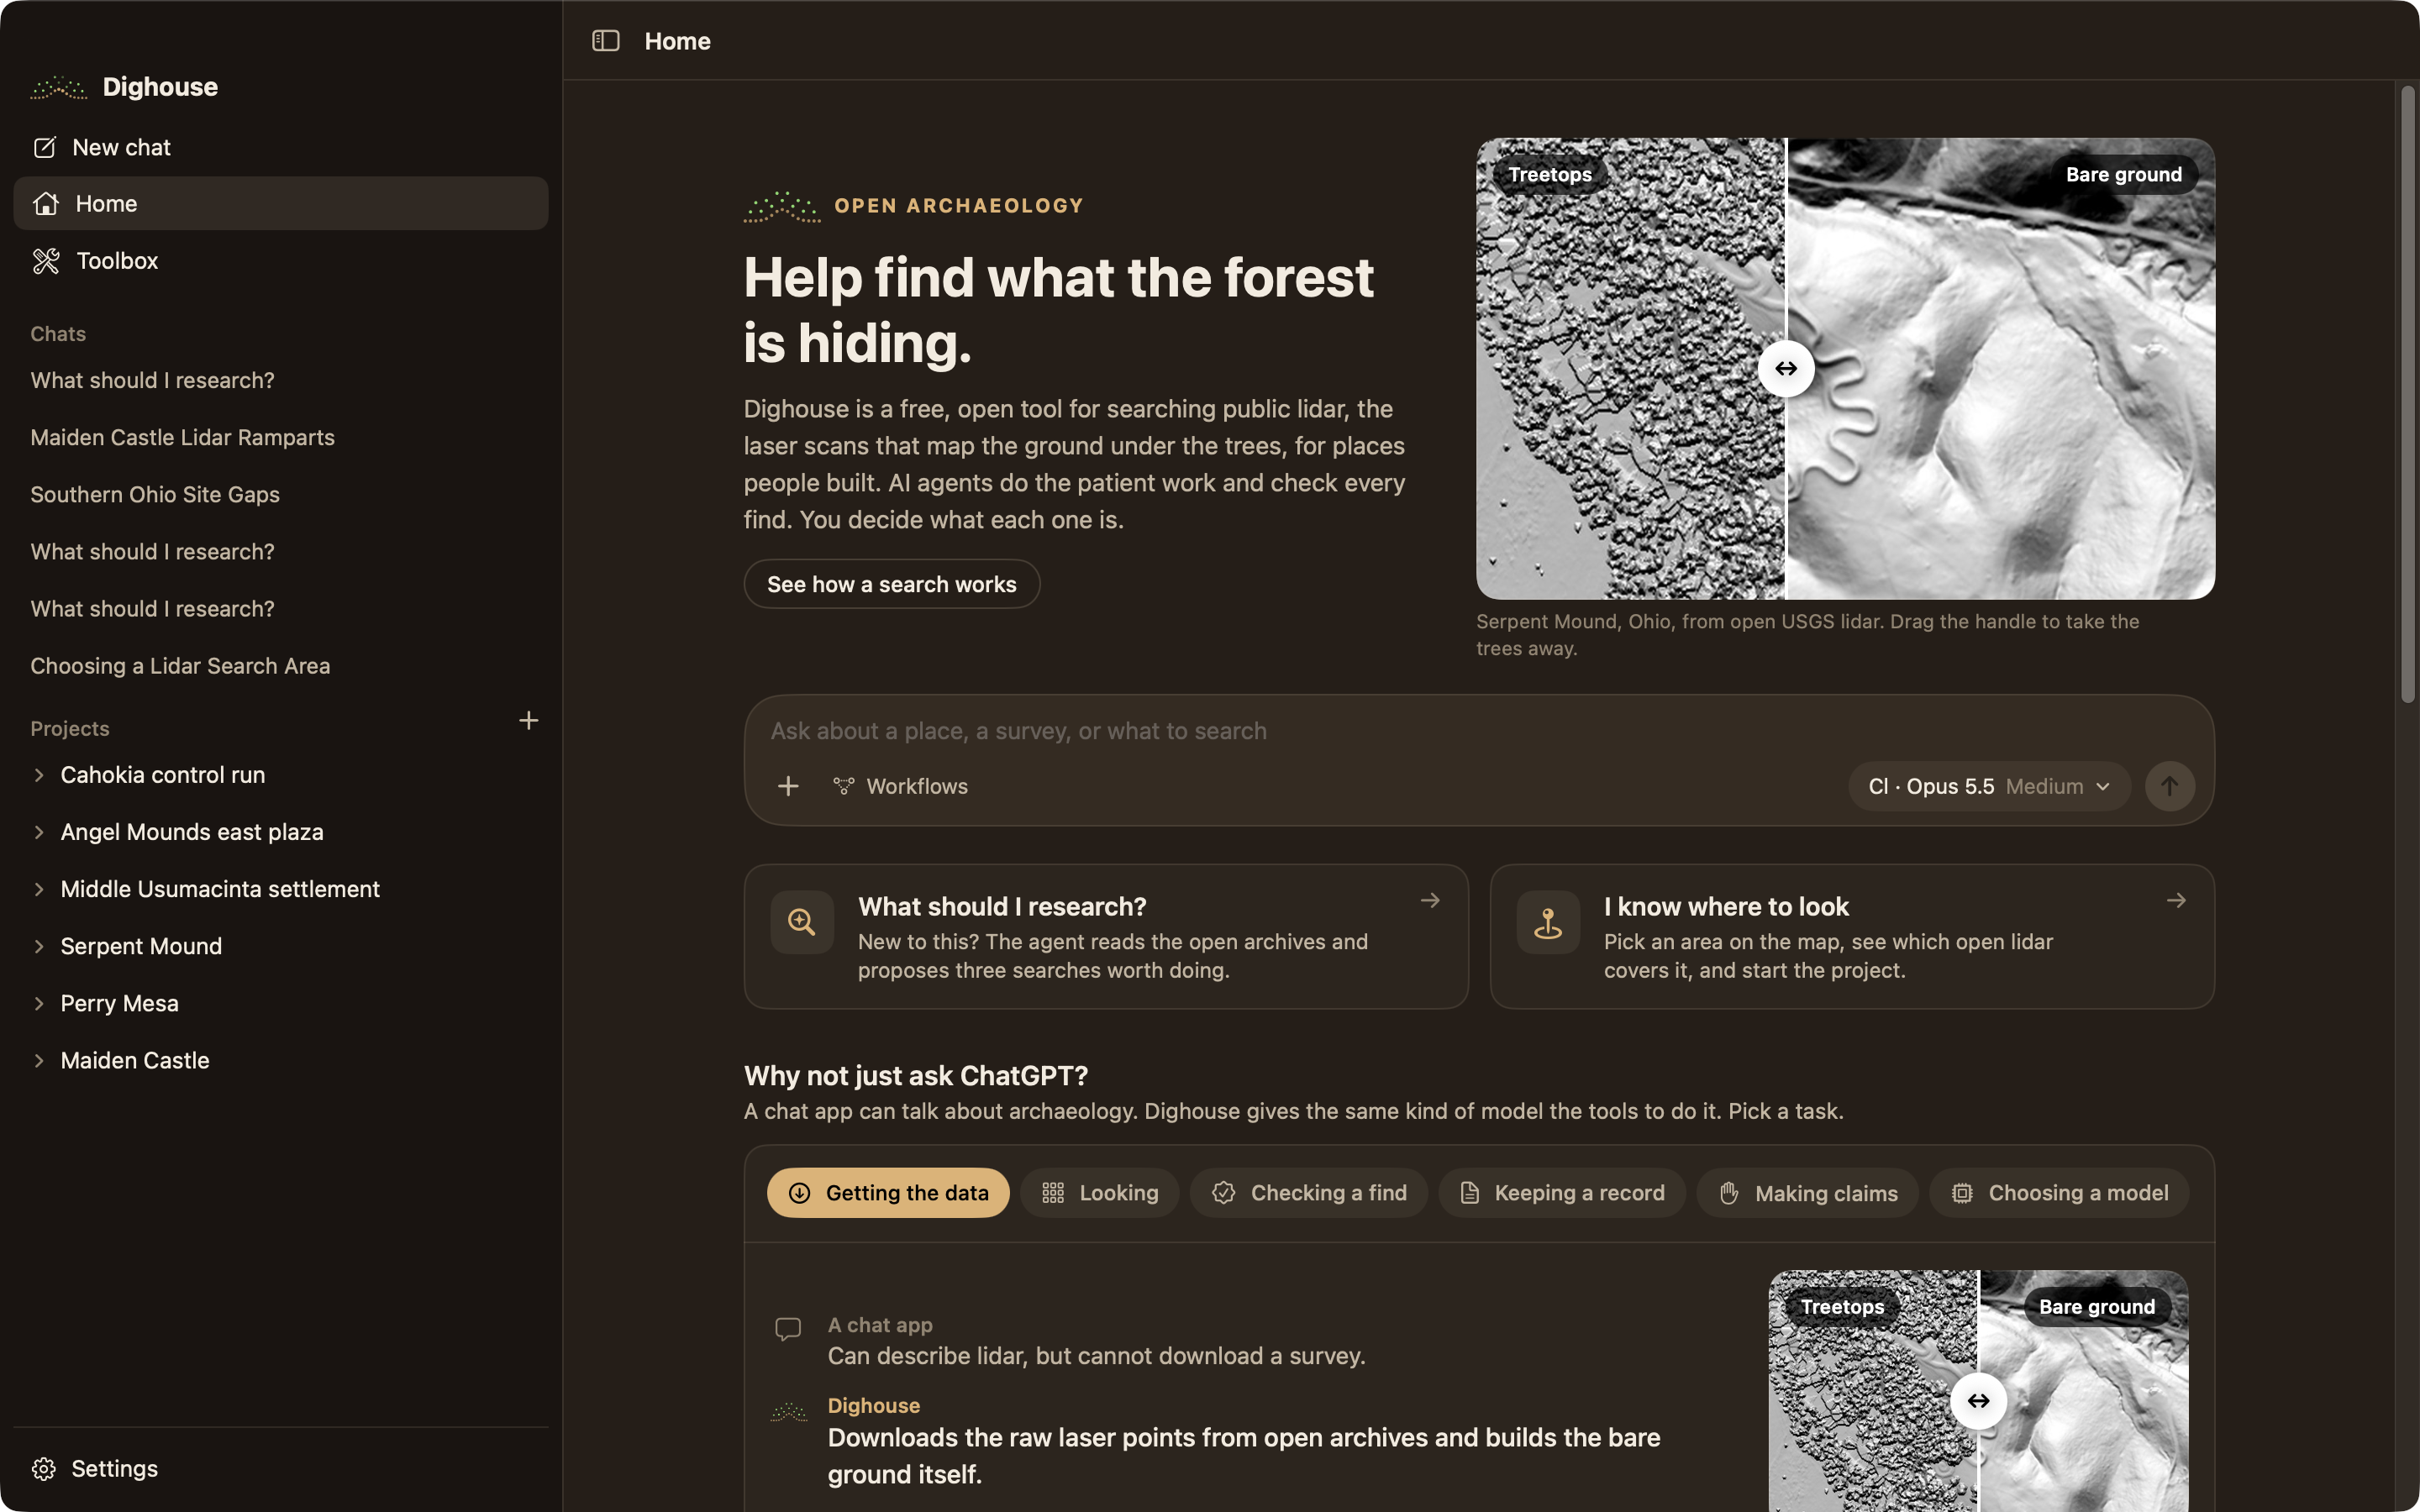 Dighouse
New chat
Home
Toolbox
Chats
What should I research?
Maiden Castle Lidar Ramparts
Southern Ohio Site Gaps
What should I research?
What should I research?
Choosing a Lidar Search Area
Projects
Cahokia control run
Angel Mounds east plaza
Middle Usumacinta settlement
Serpent Mound
Perry Mesa
Maiden Castle
Settings
Home
OPEN ARCHAEOLOGY
Help find what the forest
is hiding.
Dighouse is a free, open tool for searching public lidar, the
laser scans that map the ground under the trees, for places
people built. AI agents do the patient work and check every
find. You decide what each one is.
See how a search works
Treetops
Bare ground
Serpent Mound, Ohio, from open USGS lidar. Drag the handle to take the
trees away.
Ask about a place, a survey, or what to search
Workflows
Cl · Opus 5.5 Medium
What should I research?
New to this? The agent reads the open archives and
proposes three searches worth doing.
I know where to look
Pick an area on the map, see which open lidar
covers it, and start the project.
Why not just ask ChatGPT?
A chat app can talk about archaeology. Dighouse gives the same kind of model the tools to do it. Pick a task.
Getting the data
Looking
Checking a find
Keeping a record
Making claims
Choosing a model
A chat app
Can describe lidar, but cannot download a survey.
Dighouse
Downloads the raw laser points from open archives and builds the bare
ground itself.
Treetops
Bare ground